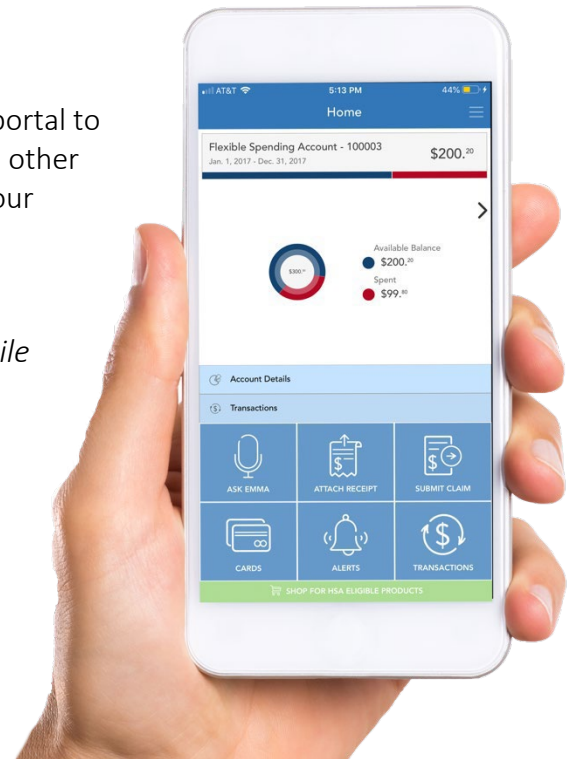 portal to
other
our
ile
AT&T 5:13 PM 44%
Home
Flexible Spending Account - 100003
$200.²⁰
Jan. 1, 2017 - Dec. 31, 2017
Available Balance
$200.²⁰
Spent
$99.⁸⁰
Account Details
Transactions
ASK EMMA ATTACH RECEIPT SUBMIT CLAIM
CARDS ALERTS TRANSACTIONS
SHOP FOR HSA ELIGIBLE PRODUCTS